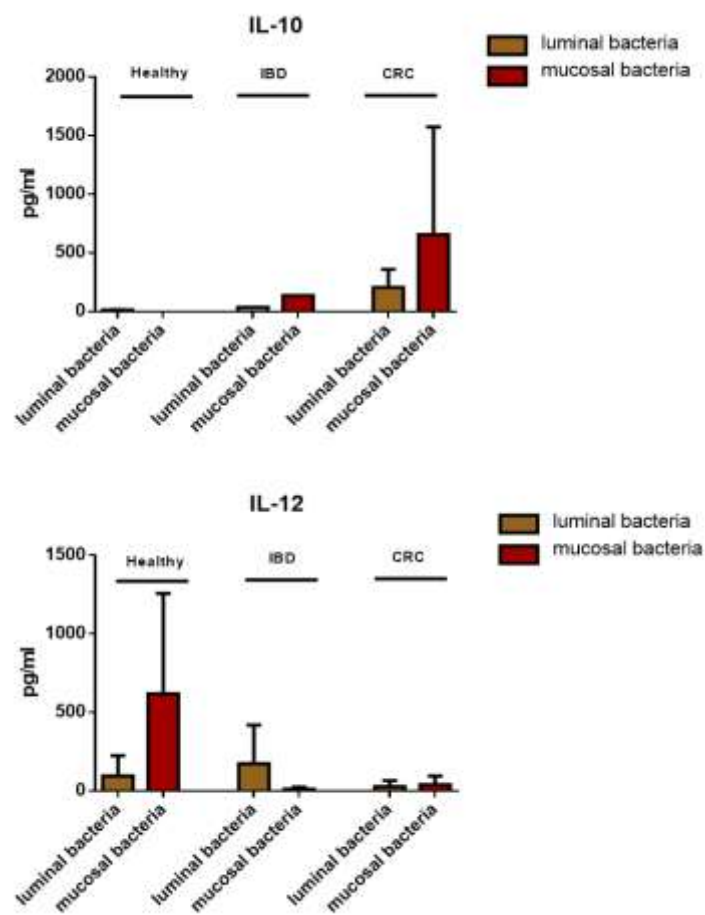 IL-10
luminal bacteria
mucosal bacteria
Healthy IBD CRC
2000
1500
1000
500
0
pg/ml
luminal bacteria
mucosal bacteria
luminal bacteria
mucosal bacteria
luminal bacteria
mucosal bacteria
IL-12
luminal bacteria
mucosal bacteria
Healthy IBD CRC
1500
1000
500
0
pg/ml
luminal bacteria
mucosal bacteria
luminal bacteria
mucosal bacteria
luminal bacteria
mucosal bacteria